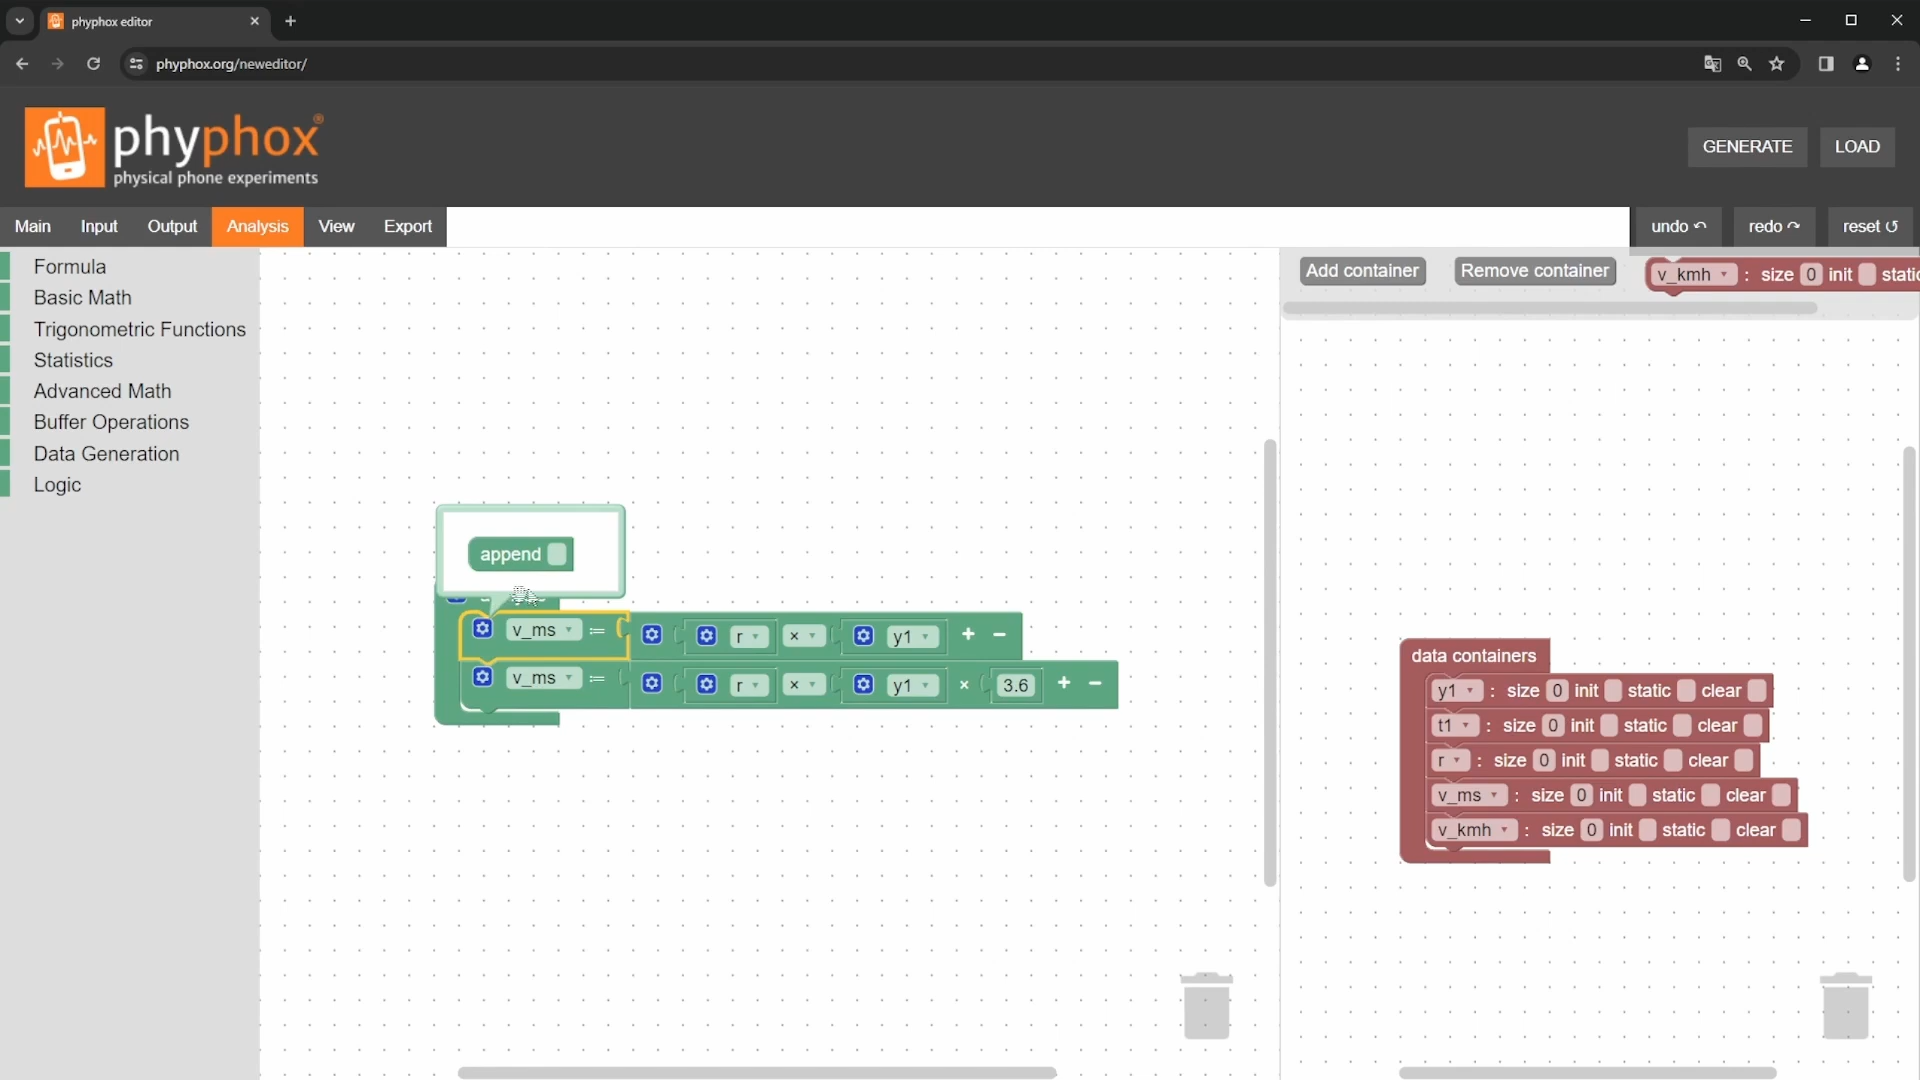 phyphox editor
phyphox.org/neweditor/
phyphox®
physical phone experiments
GENERATE
LOAD
Main
Input
Output
Analysis
View
Export
undo ↶
redo ↷
reset ↺
Formula
Basic Math
Trigonometric Functions
Statistics
Advanced Math
Buffer Operations
Data Generation
Logic
Add container
Remove container
v_kmh : size 0 init static
append
v_ms := r × y1 + −
v_ms := r × y1 × 3.6 + −
data containers
y1 : size 0 init static clear
t1 : size 0 init static clear
r : size 0 init static clear
v_ms : size 0 init static clear
v_kmh : size 0 init static clear